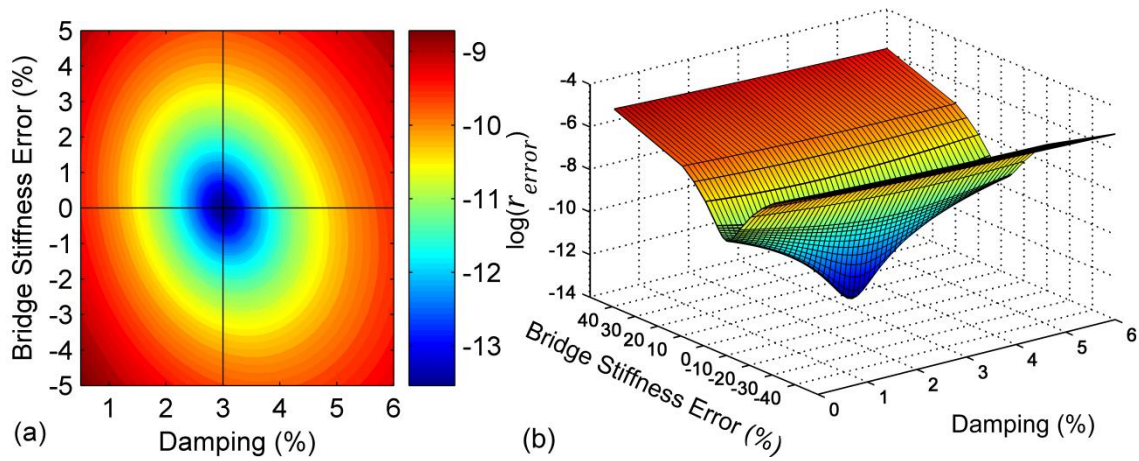 5
4
3
2
1
0
-1
-2
-3
-4
-5
Bridge Stiffness Error (%)
1 2 3 4 5 6
Damping (%)
(a)
-9
-10
-11
-12
-13
log(r error)
-4
-6
-8
-10
-12
-14
40 30 20 10 0 -10 -20 -30 -40
Bridge Stiffness Error (%)
0 1 2 3 4 5 6
Damping (%)
(b)